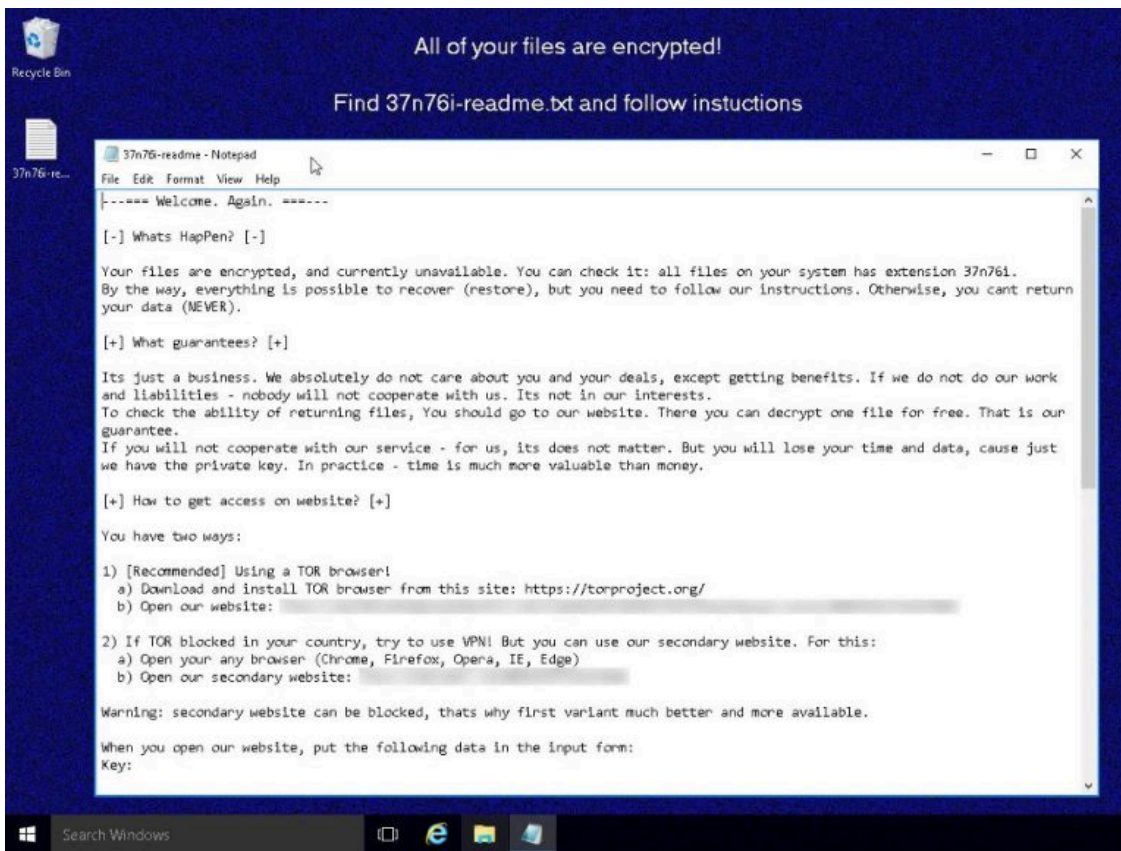 All of your files are encrypted!
Find 37n76i-readme.txt and follow instuctions
Recycle Bin
37n76i-re...
37n76i-readme - Notepad
File Edit Format View Help
---=== Welcome. Again. ===---
[-] Whats HapPen? [-]
Your files are encrypted, and currently unavailable. You can check it: all files on your system has extension 37n76i.
By the way, everything is possible to recover (restore), but you need to follow our instructions. Otherwise, you cant return
your data (NEVER).
[+] What guarantees? [+]
Its just a business. We absolutely do not care about you and your deals, except getting benefits. If we do not do our work
and liabilities - nobody will not cooperate with us. Its not in our interests.
To check the ability of returning files, You should go to our website. There you can decrypt one file for free. That is our
guarantee.
If you will not cooperate with our service - for us, its does not matter. But you will lose your time and data, cause just
we have the private key. In practice - time is much more valuable than money.
[+] How to get access on website? [+]
You have two ways:
1) [Recommended] Using a TOR browser!
a) Download and install TOR browser from this site: https://torproject.org/
b) Open our website:
2) If TOR blocked in your country, try to use VPN! But you can use our secondary website. For this:
a) Open your any browser (Chrome, Firefox, Opera, IE, Edge)
b) Open our secondary website:
Warning: secondary website can be blocked, thats why first variant much better and more available.
When you open our website, put the following data in the input form:
Key:
Search Windows